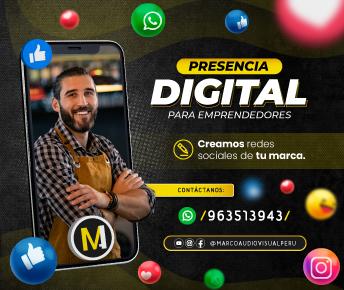 PRESENCIA
DIGITAL
PARA EMPRENDEDORES
Creamos redes
sociales de tu marca.
CONTÁCTANOS:
/963513943/
@MARCOAUDIOVISUALPERU
M